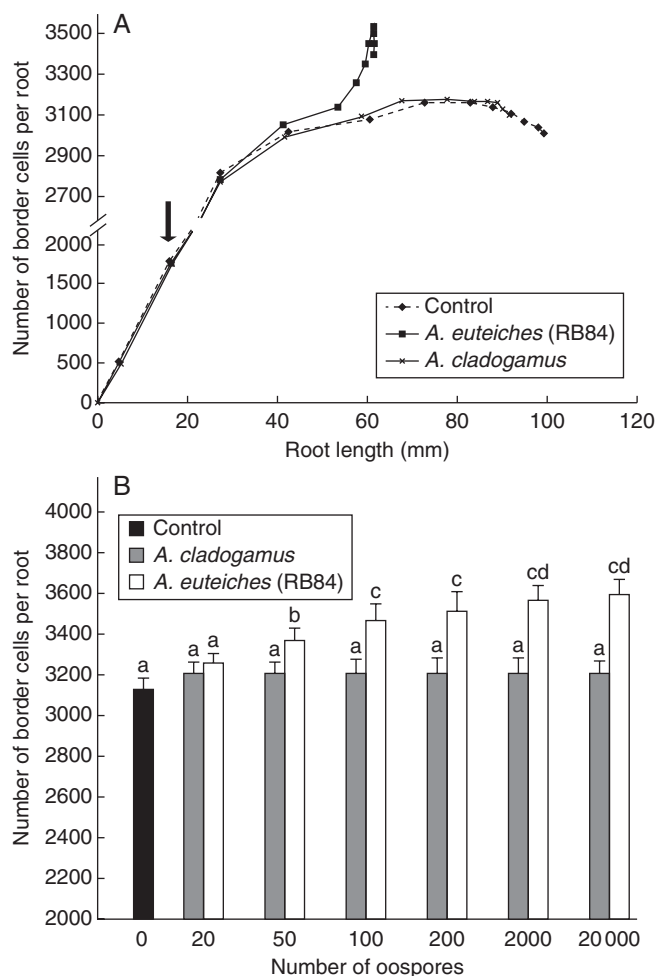 A
Number of border cells per root
3500
3300
3100
2900
2700
2000
1500
1000
500
0
0 20 40 60 80 100 120
Root length (mm)
Control
A. euteiches (RB84)
A. cladogamus
B
Number of border cells per root
4000
3800
3600
3400
3200
3000
2800
2600
2400
2200
2000
Control
A. cladogamus
A. euteiches (RB84)
a
a a
a b
a c
a c
a cd
a cd
0 20 50 100 200 2000 20 000
Number of oospores